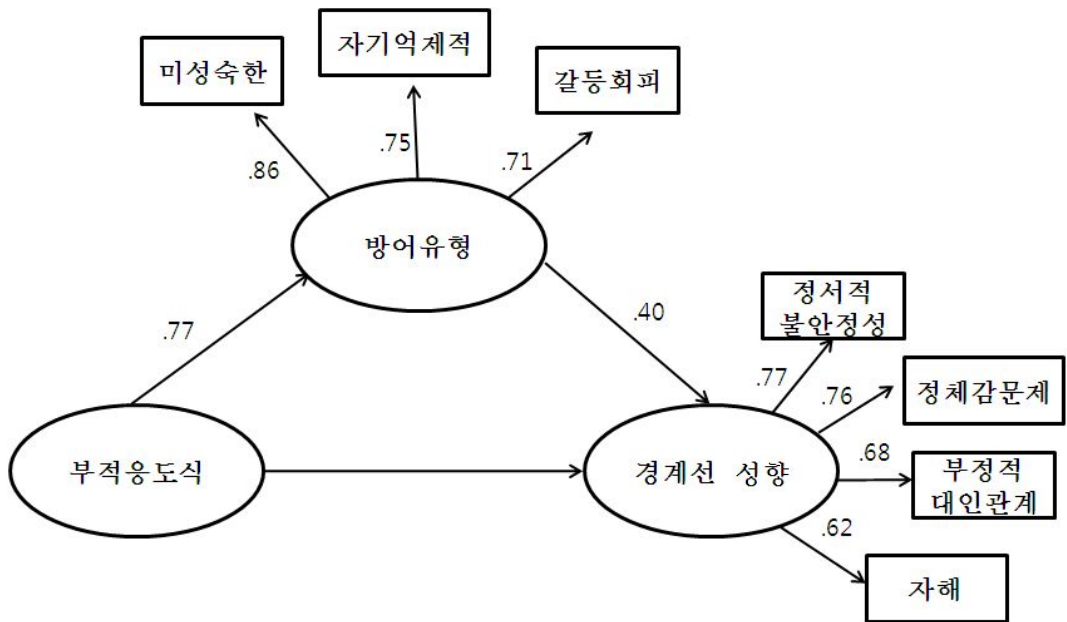 자기억제적
미성숙한
갈등회피
.86
.75
.71
방어유형
.77
.40
정서적
불안정성
.77
.76
정체감문제
부적응도식
경계선 성향
.68
부정적
대인관계
.62
자해